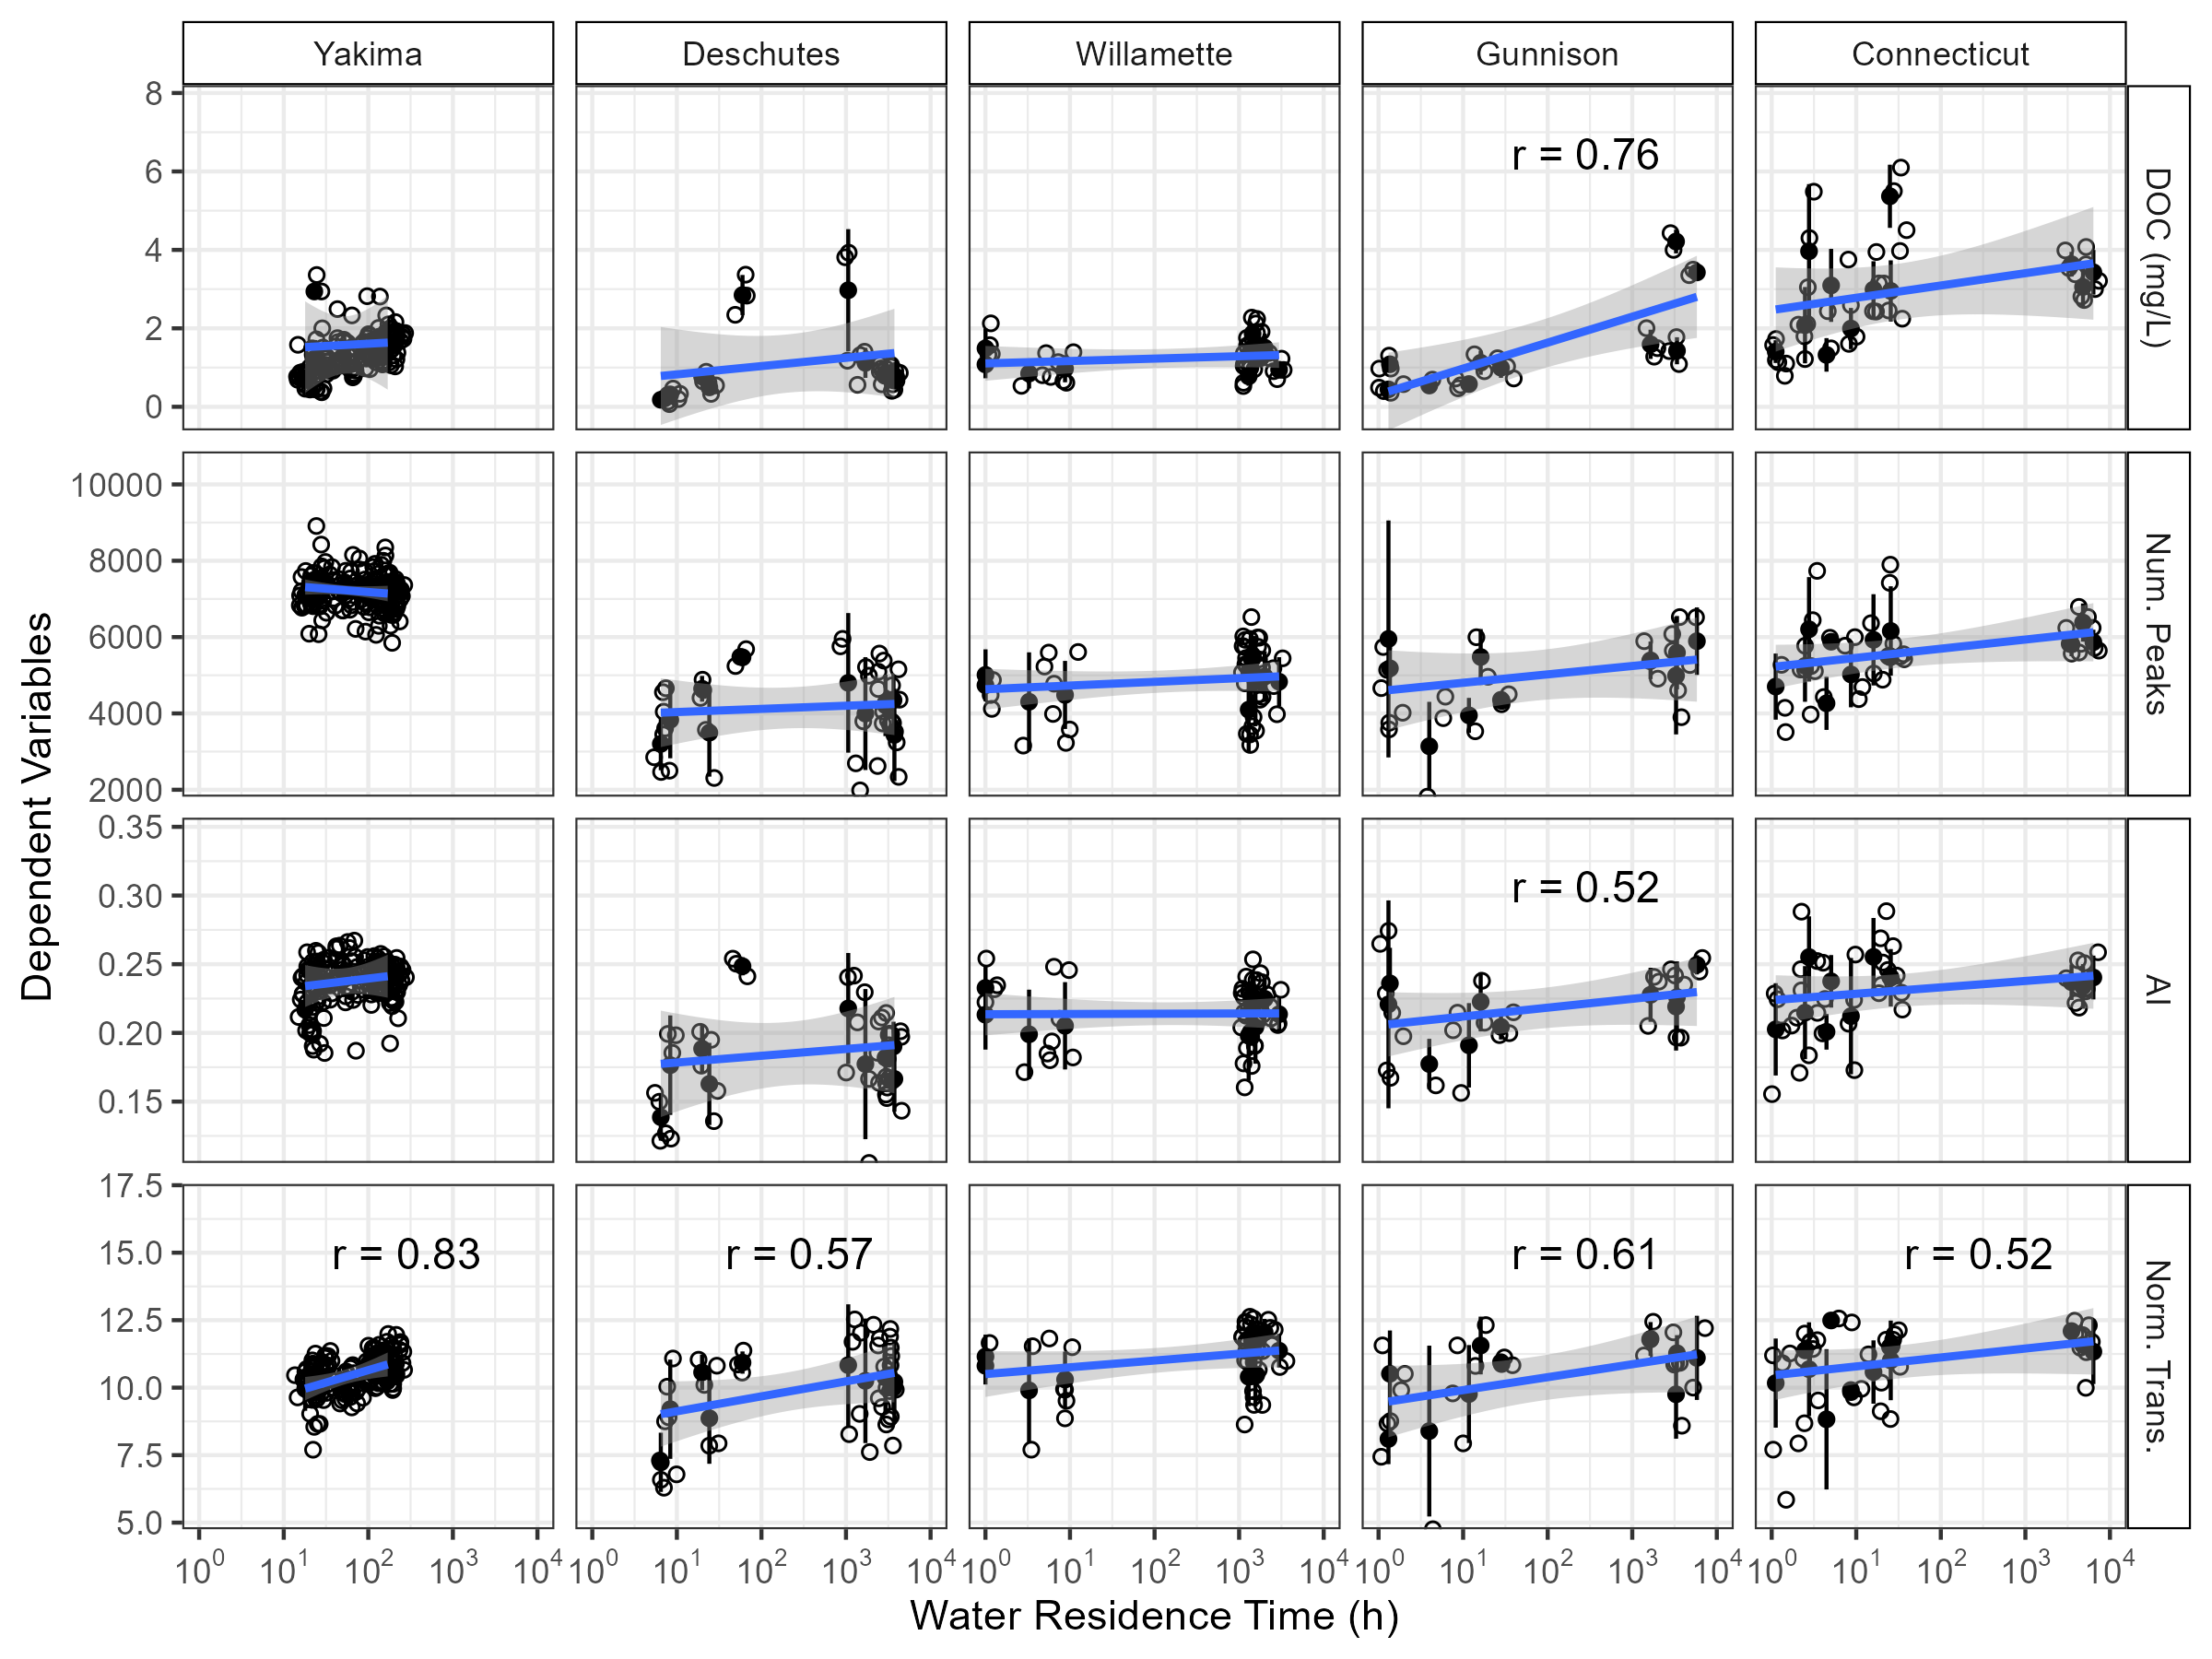 Yakima Deschutes Willamette Gunnison Connecticut
8
6
4
2
0
r = 0.76
DOC (mg/L)
10000
8000
6000
4000
2000
Num. Peaks
Dependent Variables
0.35
0.30
0.25
0.20
0.15
r = 0.52
AI
17.5
15.0
12.5
10.0
7.5
5.0
r = 0.83 r = 0.57 r = 0.61 r = 0.52
Norm. Trans.
10⁰ 10¹ 10² 10³ 10⁴ 10⁰ 10¹ 10² 10³ 10⁴ 10⁰ 10¹ 10² 10³ 10⁴ 10⁰ 10¹ 10² 10³ 10⁴ 10⁰ 10¹ 10² 10³ 10⁴
Water Residence Time (h)